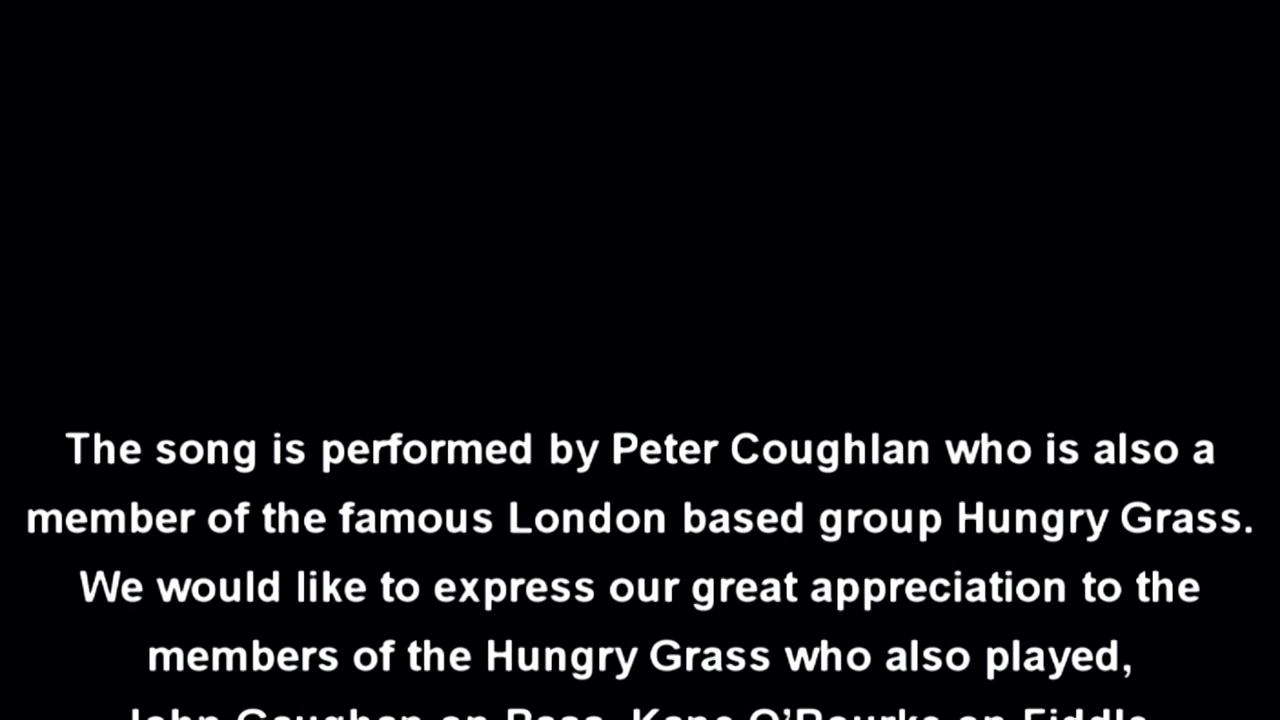 The song is performed by Peter Coughlan who is also a
member of the famous London based group Hungry Grass.
We would like to express our great appreciation to the
members of the Hungry Grass who also played,
John Gaughan on Bass, Kane O’Rourke on Fiddle